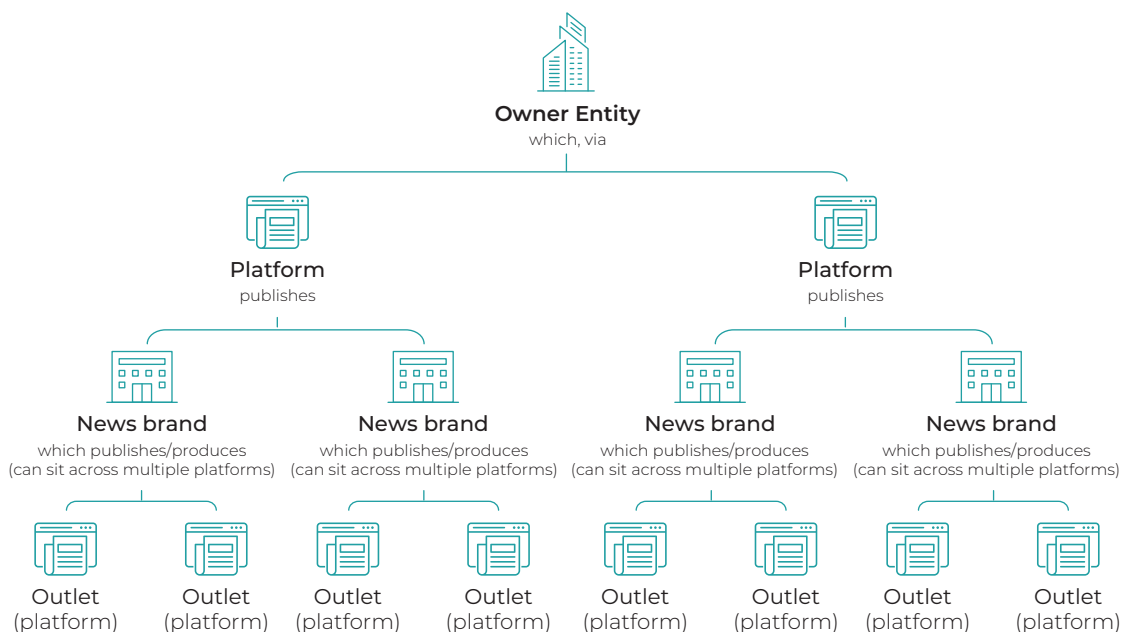 Owner Entity
which, via
Platform
publishes
Platform
publishes
News brand
which publishes/produces
(can sit across multiple platforms)
News brand
which publishes/produces
(can sit across multiple platforms)
News brand
which publishes/produces
(can sit across multiple platforms)
News brand
which publishes/produces
(can sit across multiple platforms)
Outlet
(platform)
Outlet
(platform)
Outlet
(platform)
Outlet
(platform)
Outlet
(platform)
Outlet
(platform)
Outlet
(platform)
Outlet
(platform)